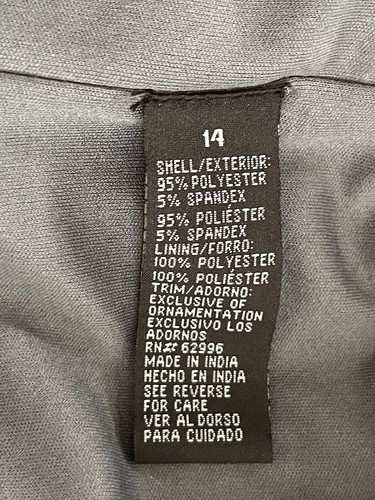 14
SHELL/EXTERIOR:
95% POLYESTER
5% SPANDEX
95% POLIÉSTER
5% SPANDEX
LINING/FORRO:
100% POLYESTER
100% POLIÉSTER
TRIM/ADORNO:
EXCLUSIVE OF
ORNAMENTATION
EXCLUSIVO LOS
ADORNOS
RN# 62996
MADE IN INDIA
HECHO EN INDIA
SEE REVERSE
FOR CARE
VER AL DORSO
PARA CUIDADO